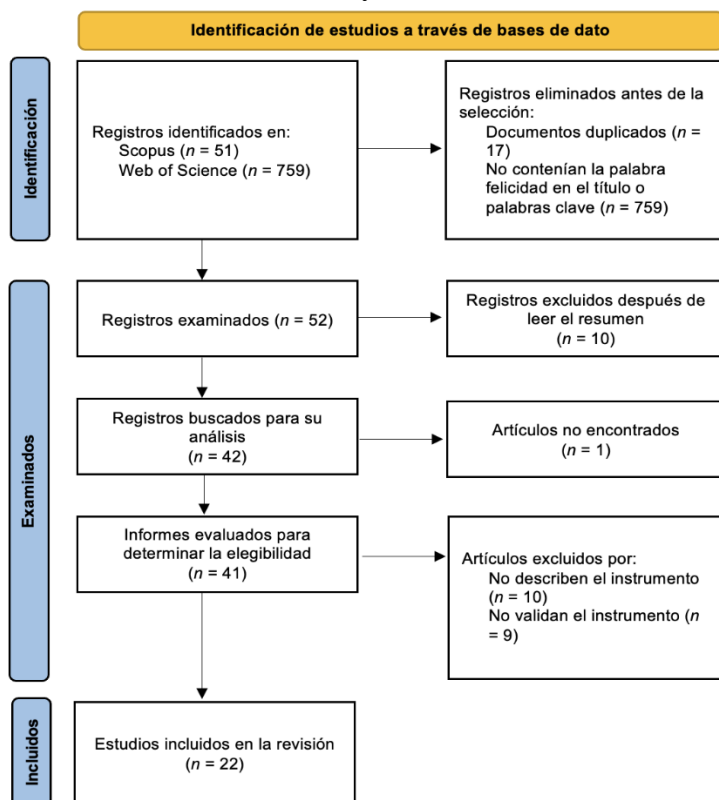 Identificación de estudios a través de bases de dato
Identificación
Registros identificados en:
Scopus (n = 51)
Web of Science (n = 759)
Registros eliminados antes de la
selección:
Documentos duplicados (n =
17)
No contenían la palabra
felicidad en el título o
palabras clave (n = 759)
Examinados
Registros examinados (n = 52)
Registros excluidos después de
leer el resumen
(n = 10)
Registros buscados para su
análisis
(n = 42)
Artículos no encontrados
(n = 1)
Informes evaluados para
determinar la elegibilidad
(n = 41)
Artículos excluidos por:
No describen el instrumento
(n = 10)
No validan el instrumento (n
= 9)
Incluidos
Estudios incluidos en la revisión
(n = 22)